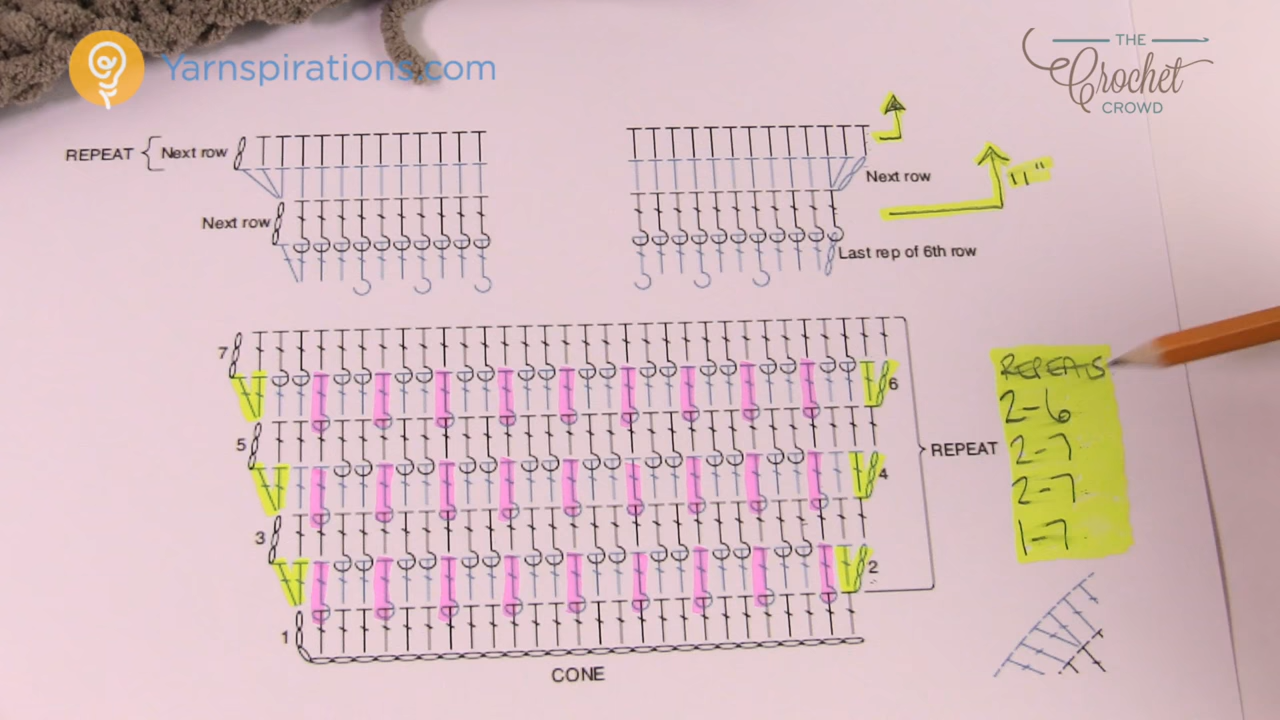 Yarnspirations.com
THE
Crochet
CROWD
REPEAT { Next row
Next row
11"
Next row
Last rep of 6th row
7
6
5
REPEAT
4
3
2
1
CONE
REPEATS
2-6
2-7
2-7
1-7